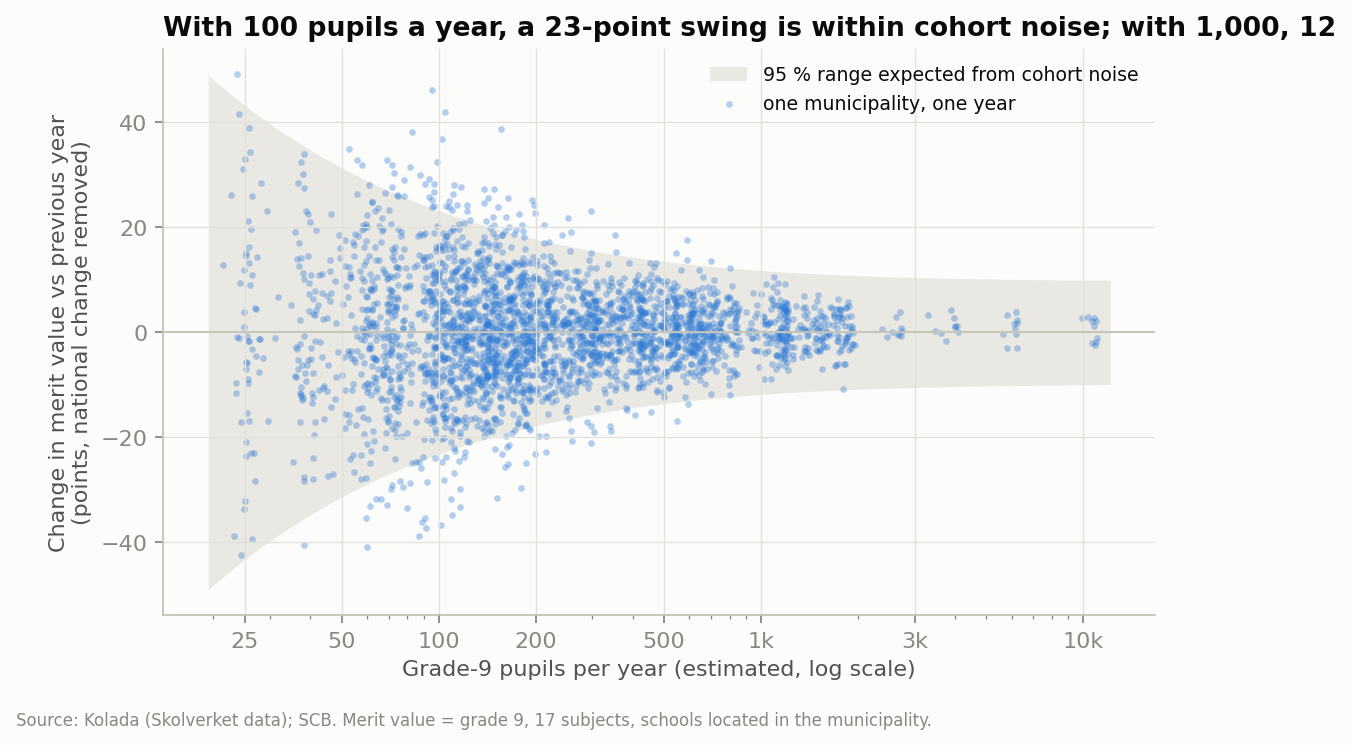 With 100 pupils a year, a 23-point swing is within cohort noise; with 1,000, 12
95 % range expected from cohort noise
one municipality, one year
Change in merit value vs previous year
(points, national change removed)
40
20
0
−20
−40
25 50 100 200 500 1k 3k 10k
Grade-9 pupils per year (estimated, log scale)
Source: Kolada (Skolverket data); SCB. Merit value = grade 9, 17 subjects, schools located in the municipality.